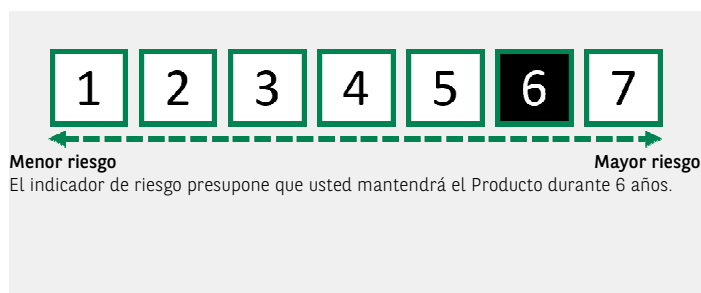 1 2 3 4 5 6 7
Menor riesgo Mayor riesgo
El indicador de riesgo presupone que usted mantendrá el Producto durante 6 años.